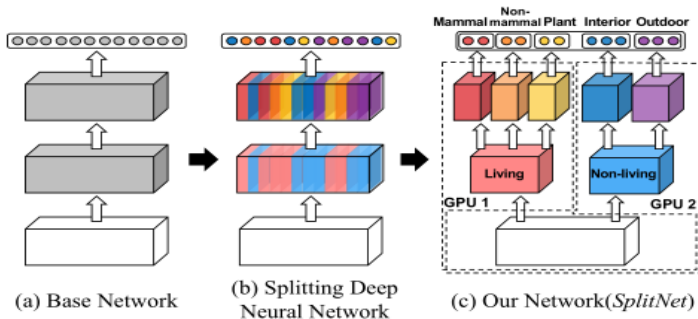 Mammal
Non-
mammal
Plant
Interior
Outdoor
Living
Non-living
GPU 1
GPU 2
(a) Base Network
(b) Splitting Deep
Neural Network
(c) Our Network(SplitNet)